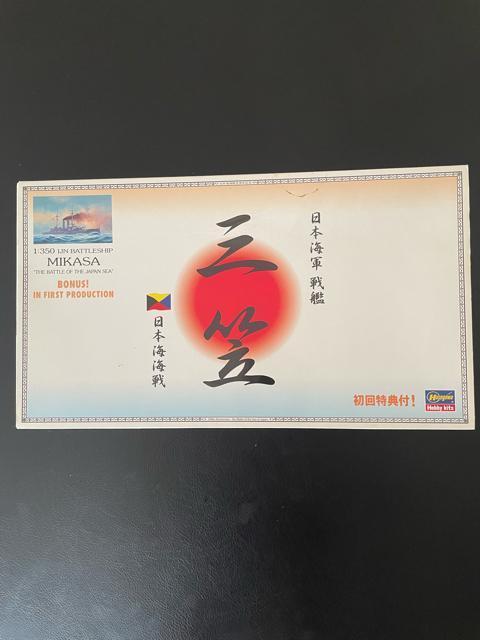 1:350 IJN BATTLESHIP
MIKASA
"THE BATTLE OF THE JAPAN SEA"
BONUS!
IN FIRST PRODUCTION
日本海軍 戦艦
三笠
日本海海戦
初回特典付!
Hasegawa
Hobby kits